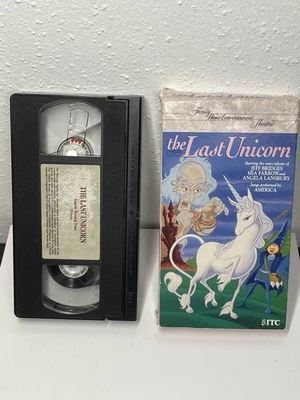 Family
Home Entertainment
Theatre
the Last Unicorn
Starring the voice talents of
JEFF BRIDGES
MIA FARROW and
ANGELA LANSBURY
Songs performed by
AMERICA
ITC
THE LAST UNICORN